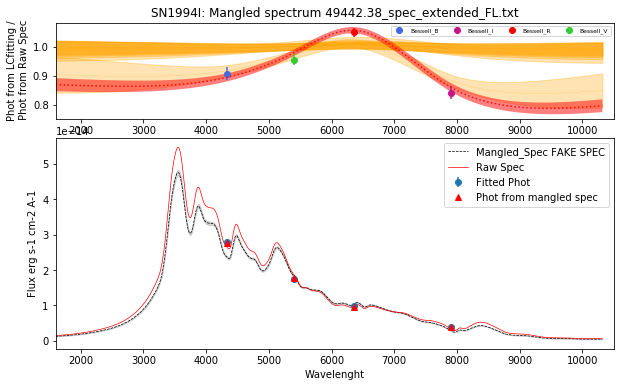 SN1994I: Mangled spectrum 49442.38_spec_extended_FL.txt
Phot from LCfitting /
Phot from Raw Spec
1.0
0.9
0.8
Bessell_B
Bessell_I
Bessell_R
Bessell_V
2000 3000 4000 5000 6000 7000 8000 9000 10000
1e−14
Flux erg s-1 cm-2 A-1
5
4
3
2
1
0
Mangled_Spec FAKE SPEC
Raw Spec
Fitted Phot
Phot from mangled spec
2000 3000 4000 5000 6000 7000 8000 9000 10000
Wavelenght